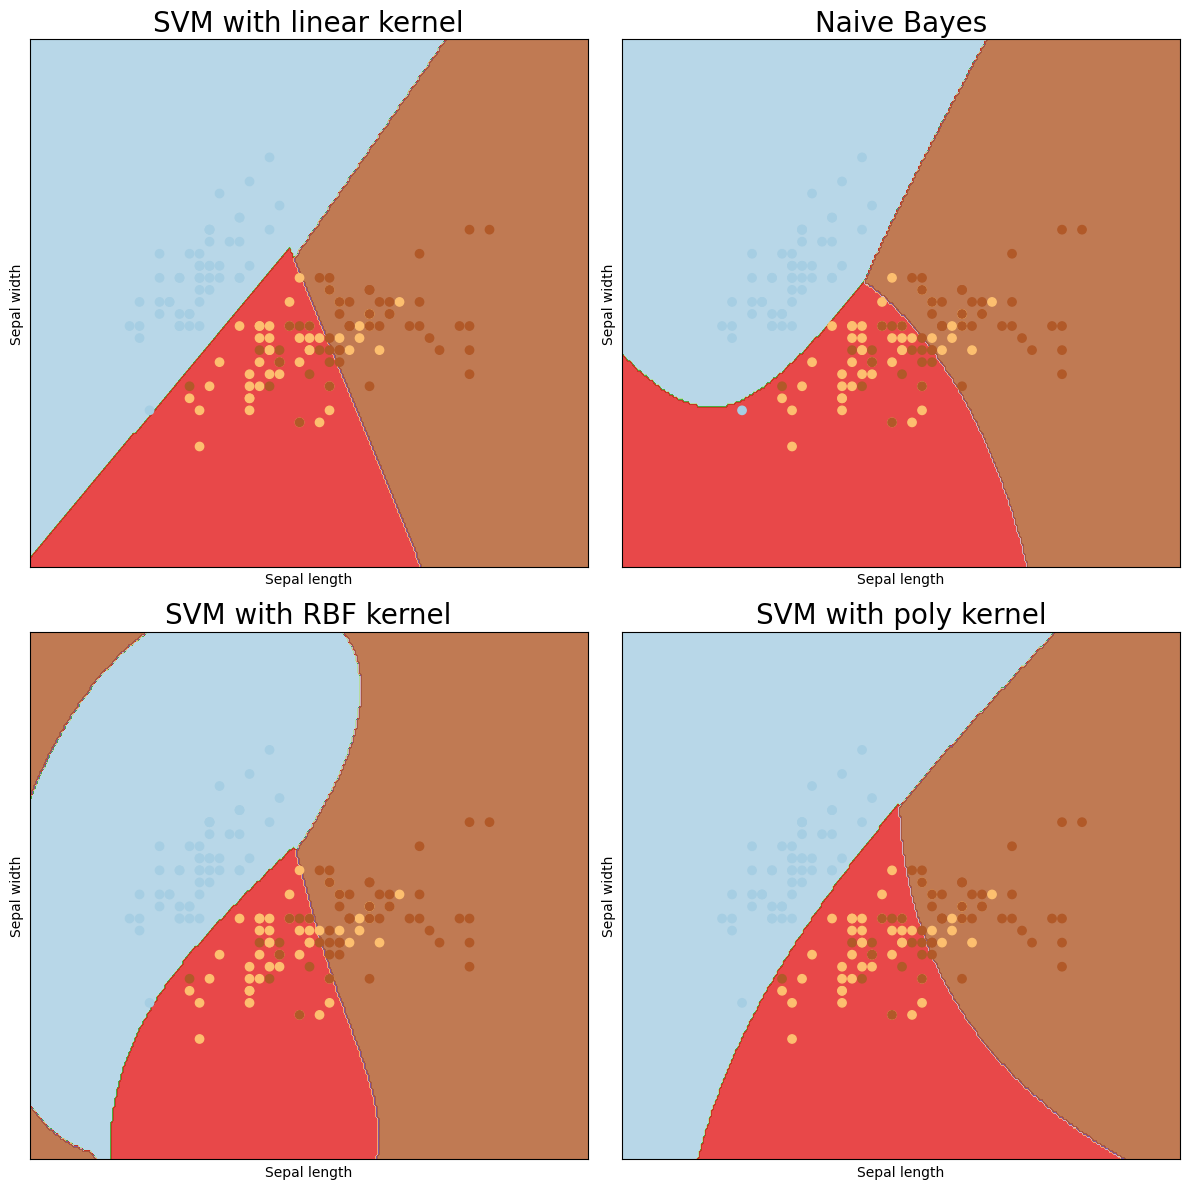 SVM with linear kernel
Naive Bayes
Sepal width
Sepal width
Sepal length
Sepal length
SVM with RBF kernel
SVM with poly kernel
Sepal width
Sepal width
Sepal length
Sepal length